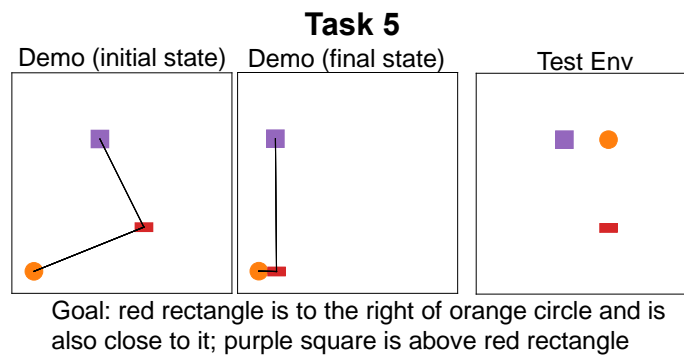 Task 5
Demo (initial state)
Demo (final state)
Test Env
Goal: red rectangle is to the right of orange circle and is
also close to it; purple square is above red rectangle